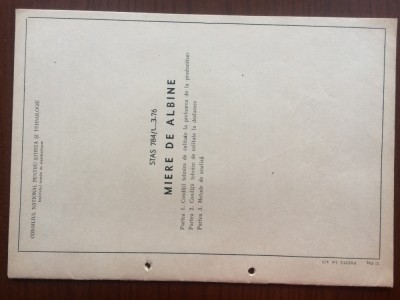 CONSILIUL NAȚIONAL PENTRU ȘTIINȚĂ ȘI TEHNOLOGIE
STAS 784/1...3-76
MIERE DE ALBINE
Partea 1. Condiții tehnice de calitate la preluarea de la producători
Partea 2. Condiții tehnice de calitate la desfacere
Partea 3. Metode de analiză